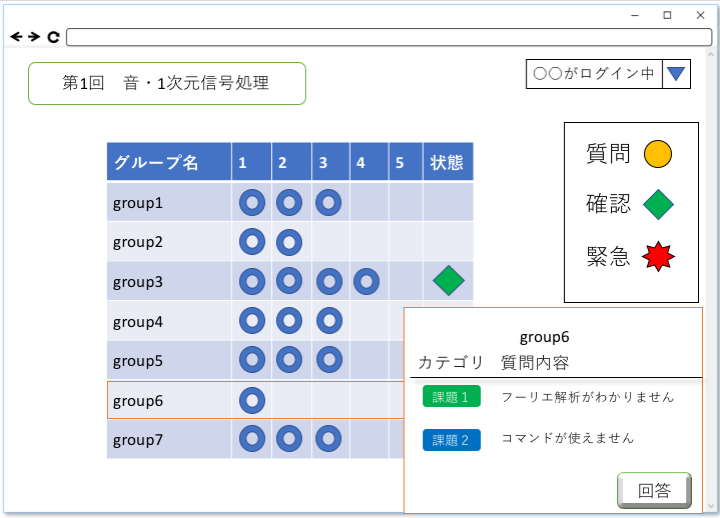 第1回　音・1次元信号処理
〇〇がログイン中
質問
確認
緊急
グループ名 1 2 3 4 5 状態
group1
group2
group3
group4
group5
group6
group7
group6
カテゴリ 質問内容
課題１ フーリエ解析がわかりません
課題２ コマンドが使えません
回答